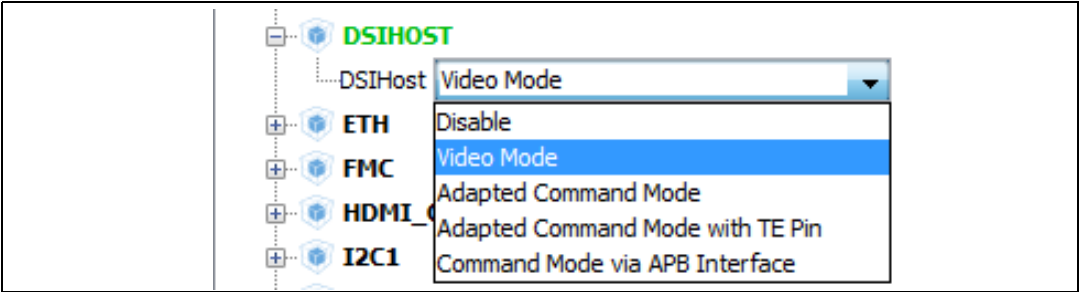 DSIHOST
DSIHost Video Mode
ETH
Disable
Video Mode
FMC
Adapted Command Mode
HDMI_
Adapted Command Mode with TE Pin
I2C1
Command Mode via APB Interface